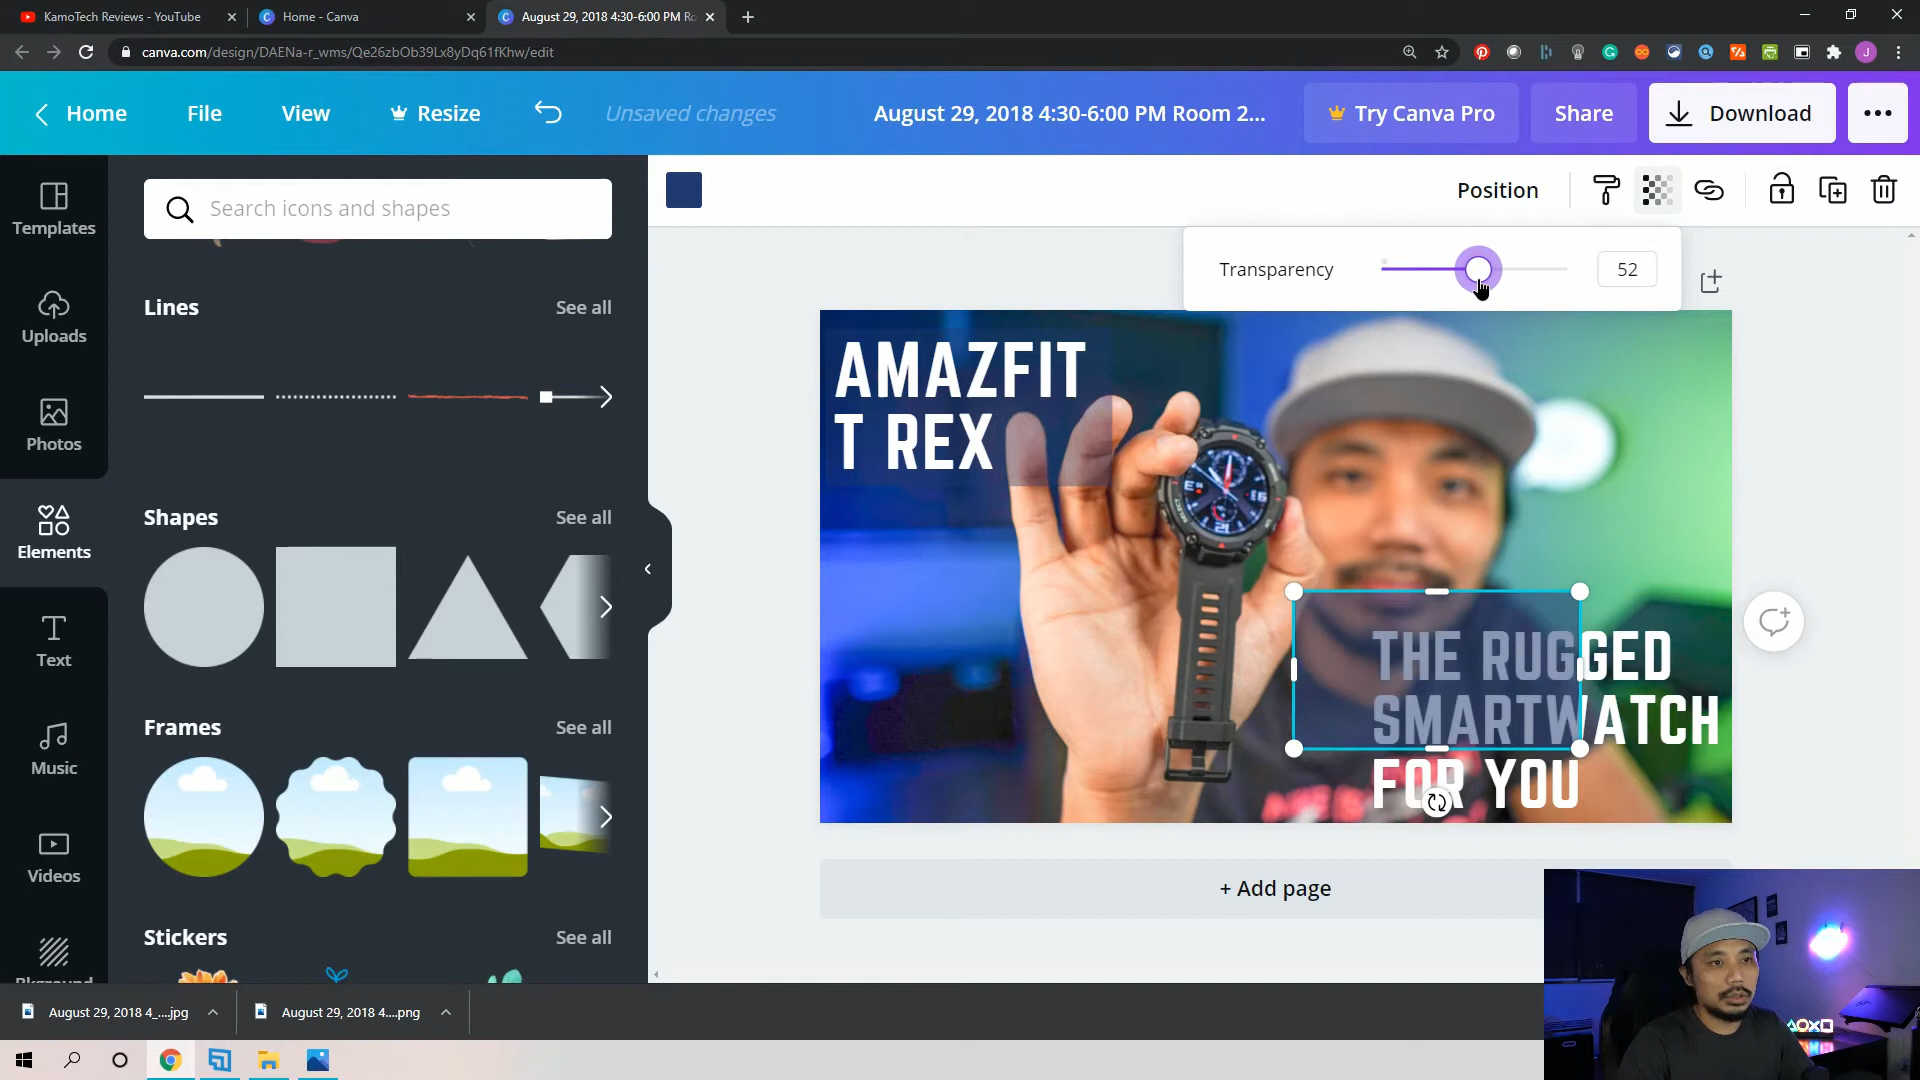 KamoTech Reviews - YouTube
Home - Canva
August 29, 2018 4:30-6:00 PM Ro
canva.com/design/DAENa-r_wms/Qe26zbOb39Lx8yDq61fKhw/edit
Home
File
View
Resize
Unsaved changes
August 29, 2018 4:30-6:00 PM Room 2...
Try Canva Pro
Share
Download
Templates
Uploads
Photos
Elements
Text
Music
Videos
Search icons and shapes
Lines
See all
Shapes
See all
Frames
See all
Stickers
See all
Position
Transparency
52
AMAZFIT
T REX
THE RUGGED
SMARTWATCH
FOR YOU
+ Add page
August 29, 2018 4_....jpg
August 29, 2018 4....png